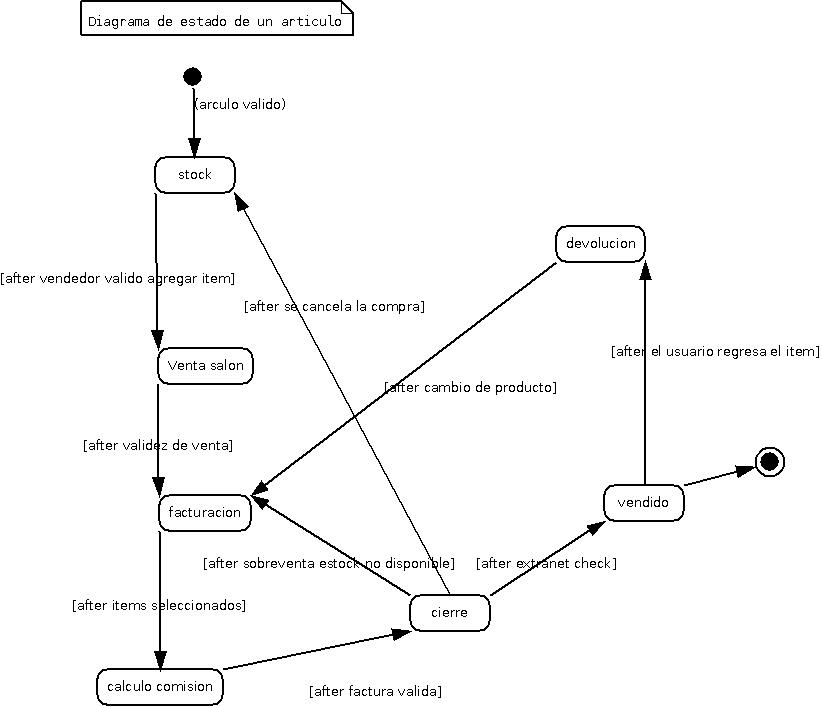 Diagrama de estado de un articulo
(arculo valido)
stock
devolucion
[after vendedor valido agregar item]
[after se cancela la compra]
[after el usuario regresa el item]
Venta salon
[after cambio de producto]
[after validez de venta]
vendido
facturacion
[after sobreventa estock no disponible]
[after extranet check]
[after items seleccionados]
cierre
calculo comision
[after factura valida]